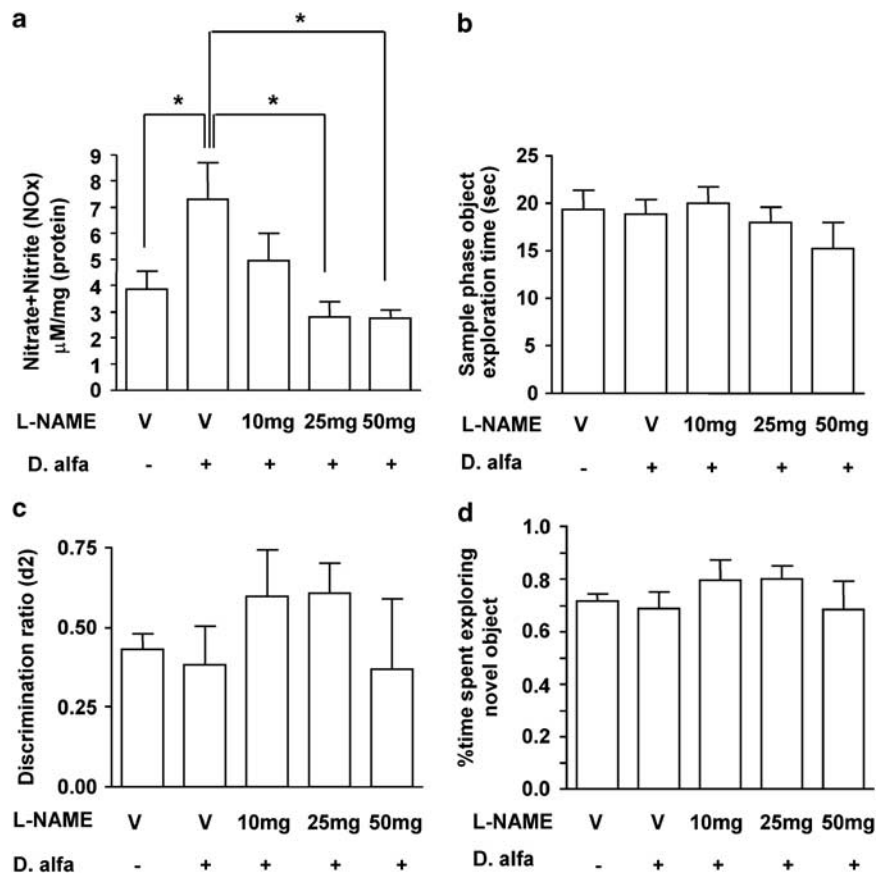 a
*
*
*
Nitrate+Nitrite (NOx)
μM/mg (protein)
9
8
7
6
5
4
3
2
1
0
L-NAME V V 10mg 25mg 50mg
D. alfa - + + + +
b
Sample phase object
exploration time (sec)
25
20
15
10
5
0
L-NAME V V 10mg 25mg 50mg
D. alfa - + + + +
c
Discrimination ratio (d2)
0.75
0.50
0.25
0.00
L-NAME V V 10mg 25mg 50mg
D. alfa - + + + +
d
%time spent exploring
novel object
1.0
0.8
0.6
0.4
0.2
0.0
L-NAME V V 10mg 25mg 50mg
D. alfa - + + + +